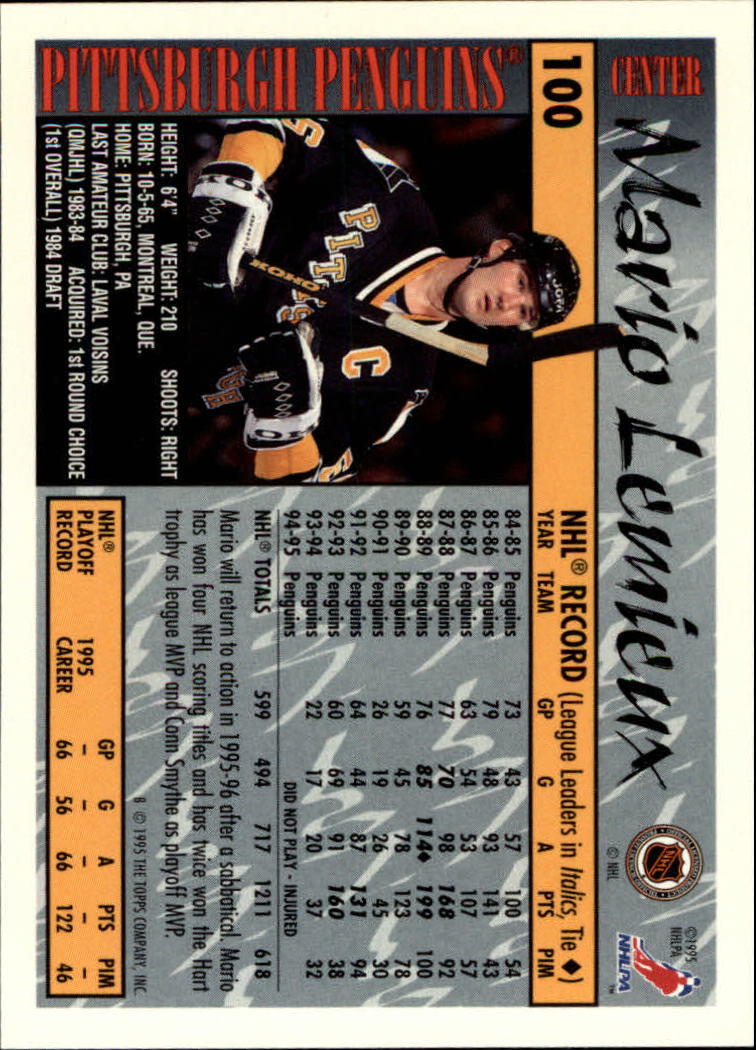 CENTER
Mario Lemieux
©1995 NHLPA
NHLPA™
© NHL
NHL
100
PITTSBURGH PENGUINS®
JOFA
KOHO
PITTS
C
HEIGHT: 6'4" WEIGHT: 210 SHOOTS: RIGHT
BORN: 10-5-65, MONTREAL, QUE.
HOME: PITTSBURGH, PA
LAST AMATEUR CLUB: LAVAL VOISINS
(QMJHL) 1983-84 ACQUIRED: 1st ROUND CHOICE
(1st OVERALL) 1984 DRAFT
NHL® RECORD (League Leaders in Italics, Tie ♦)
YEAR TEAM GP G A PTS PIM
84-85 Penguins 73 43 57 100 54
85-86 Penguins 79 48 93 141 43
86-87 Penguins 63 54 53 107 57
87-88 Penguins 77 70 98 168 92
88-89 Penguins 76 85 114♦ 199 100
89-90 Penguins 59 45 78 123 78
90-91 Penguins 26 19 26 45 30
91-92 Penguins 64 44 87 131 94
92-93 Penguins 60 69 91 160 38
93-94 Penguins 22 17 20 37 32
94-95 Penguins DID NOT PLAY - INJURED
NHL® TOTALS 599 494 717 1211 618
Mario will return to action in 1995-96 after a sabbatical. Mario
has won four NHL scoring titles and has twice won the Hart
trophy as league MVP and Conn Smythe as playoff MVP.
8 © 1995 THE TOPPS COMPANY, INC.
NHL® PLAYOFF RECORD GP G A PTS PIM
1995 – – – – –
CAREER 66 56 66 122 46